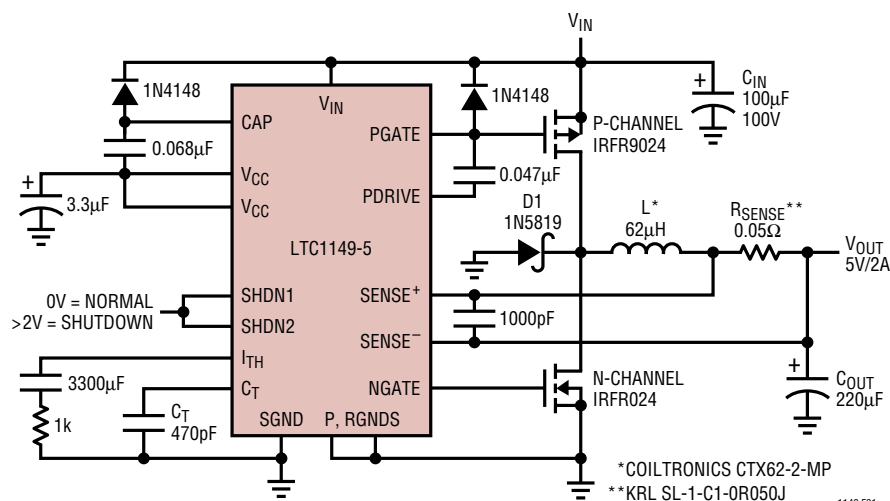 VIN
1N4148
VIN
1N4148
CIN
100µF
100V
+
CAP
PGATE
P-CHANNEL
IRFR9024
0.068µF
0.047µF
+
VCC
PDRIVE
3.3µF
VCC
D1
1N5819
L*
62µH
RSENSE**
0.05Ω
VOUT
5V/2A
LTC1149-5
0V = NORMAL
>2V = SHUTDOWN
SHDN1
SENSE+
SHDN2
1000pF
SENSE–
ITH
+
3300µF
CT
NGATE
N-CHANNEL
IRFR024
COUT
220µF
1k
CT
470pF
SGND
P, RGNDS
*COILTRONICS CTX62-2-MP
**KRL SL-1-C1-0R050J